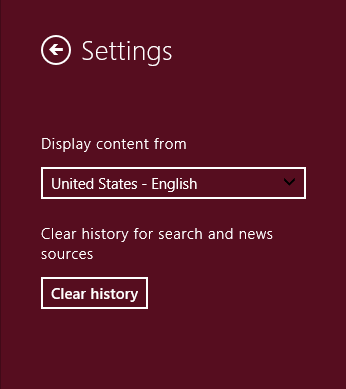 Settings
Display content from
United States - English
Clear history for search and news
sources
Clear history